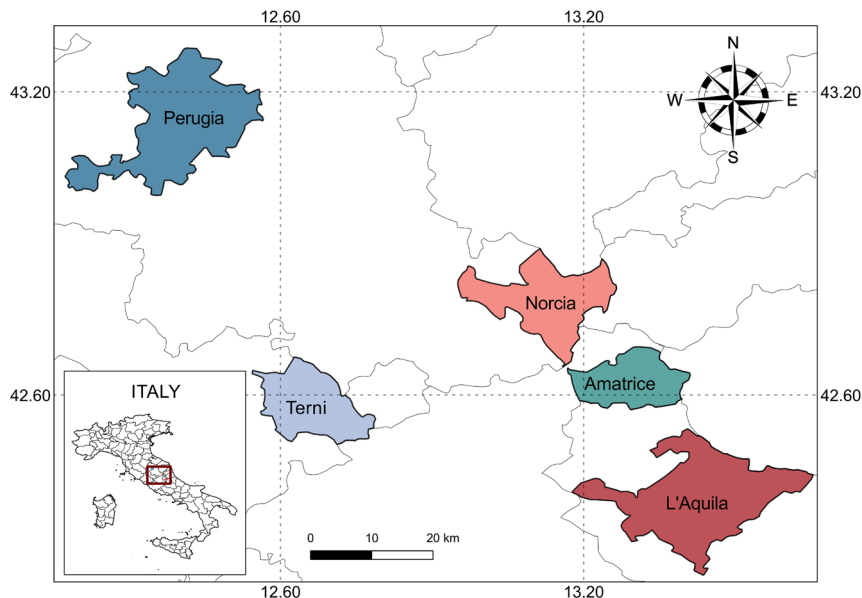 12.60 13.20
N
43.20 W E 43.20
Perugia
S
Norcia
ITALY
Amatrice
42.60 Terni 42.60
L'Aquila
0 10 20 km
12.60 13.20